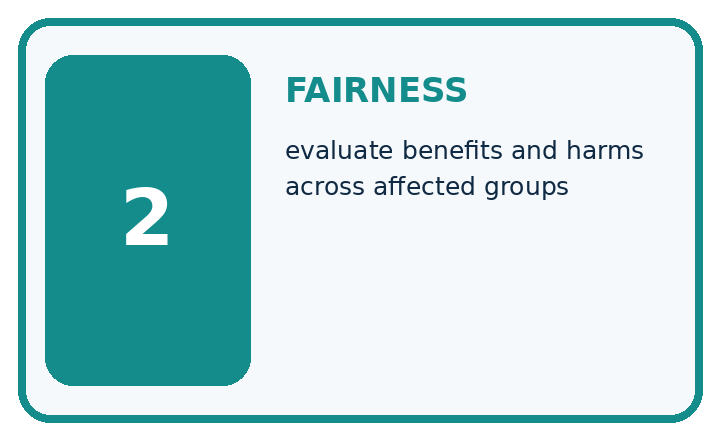 2
FAIRNESS
evaluate benefits and harms
across affected groups